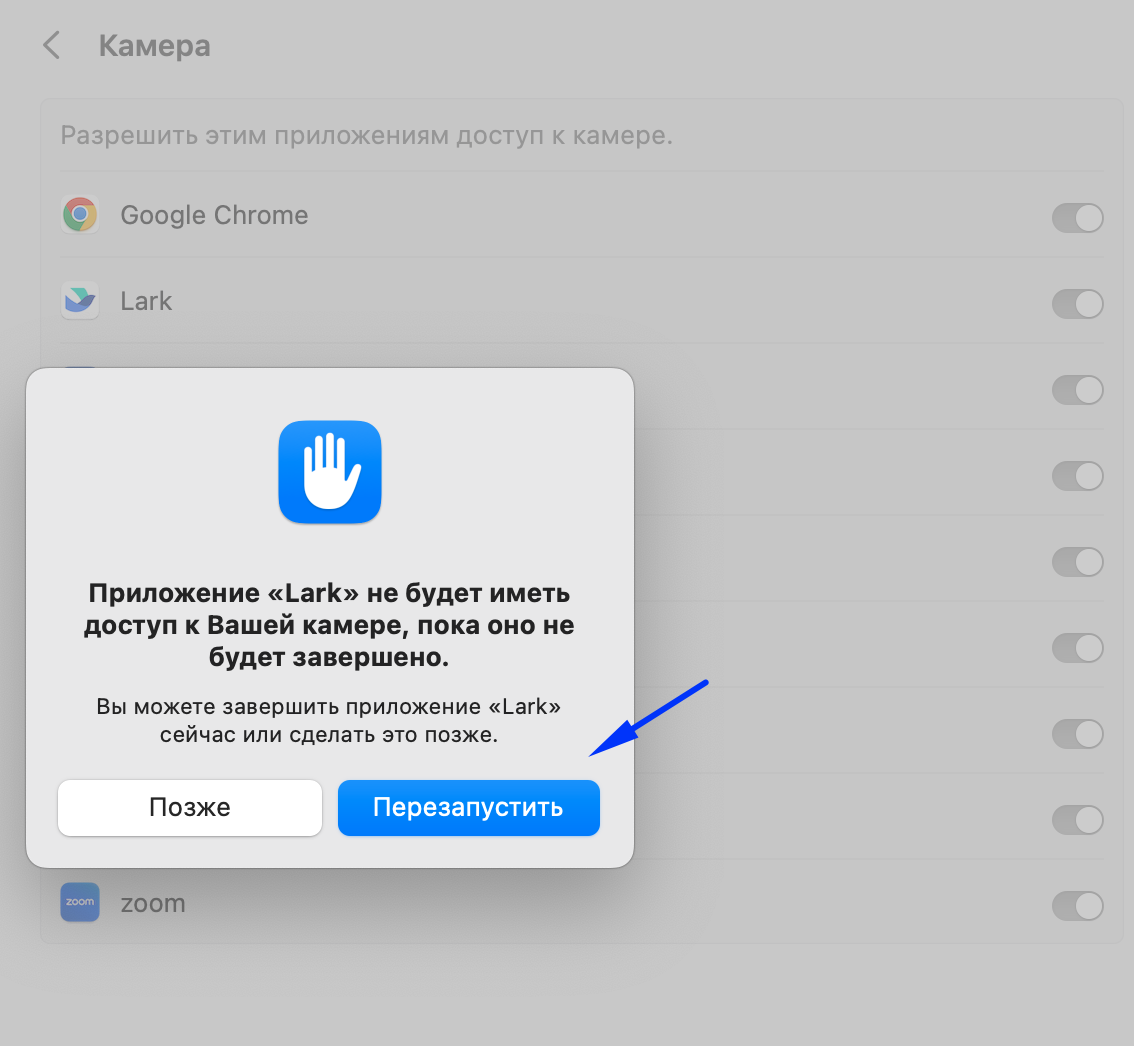 Камера
Разрешить этим приложениям доступ к камере.
Google Chrome
Lark
Приложение «Lark» не будет иметь
доступ к Вашей камере, пока оно не
будет завершено.
Вы можете завершить приложение «Lark»
сейчас или сделать это позже.
Позже
Перезапустить
zoom
zoom